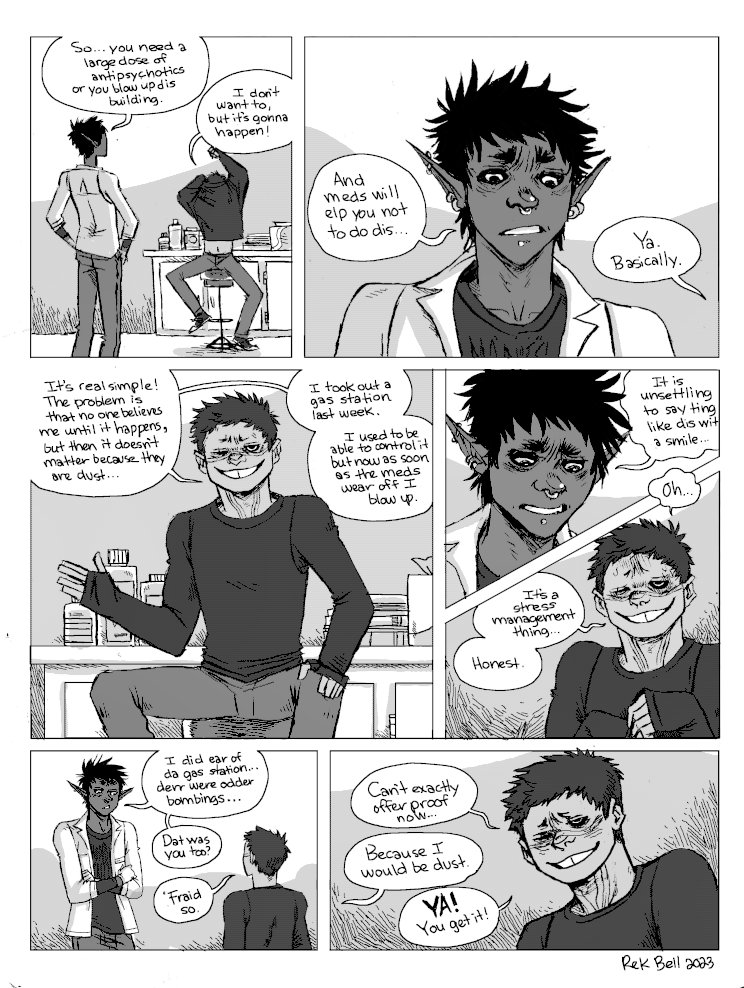 So... you need a
large dose of
antipsychotics
or you blow up dis
building.
I don't
want to,
but it's gonna
happen!
And
meds will
elp you not
to do dis...
Ya.
Basically.
It's real simple!
The problem is
that no one believes
me until it happens,
but then it doesn't
matter because they
are dust...
I took out a
gas station
last week.
I used to be
able to control it
but now as soon
as the meds
wear off I
blow up.
It is
unsettling
to say ting
like dis wit
a smile...
Oh...
It's a
stress
management
thing...
Honest.
I did ear of
da gas station...
derr were odder
bombings...
Dat was
you too?
'Fraid
so.
Can't exactly
offer proof
now...
Because I
would be dust.
YA!
You get it!
Rek Bell 2023